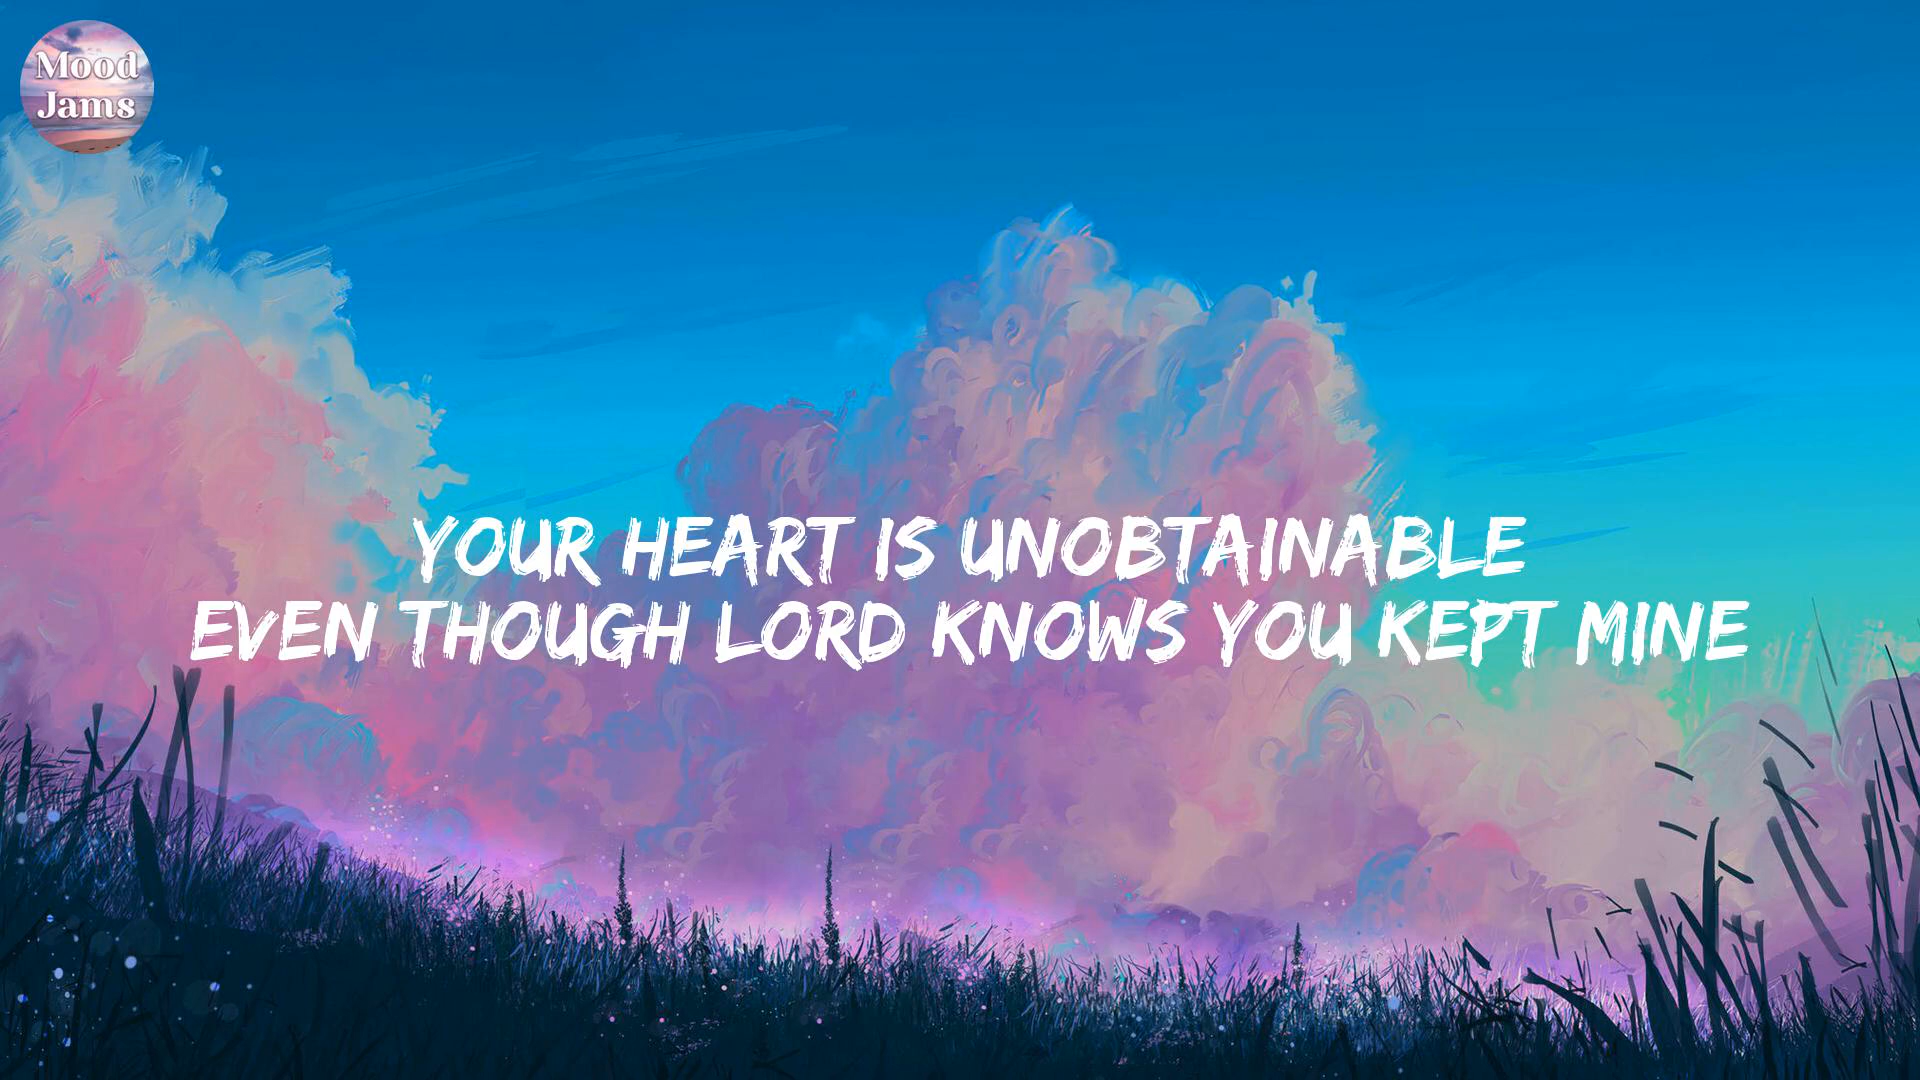 Mood
Jams
YOUR HEART IS UNOBTAINABLE
EVEN THOUGH LORD KNOWS YOU KEPT MINE